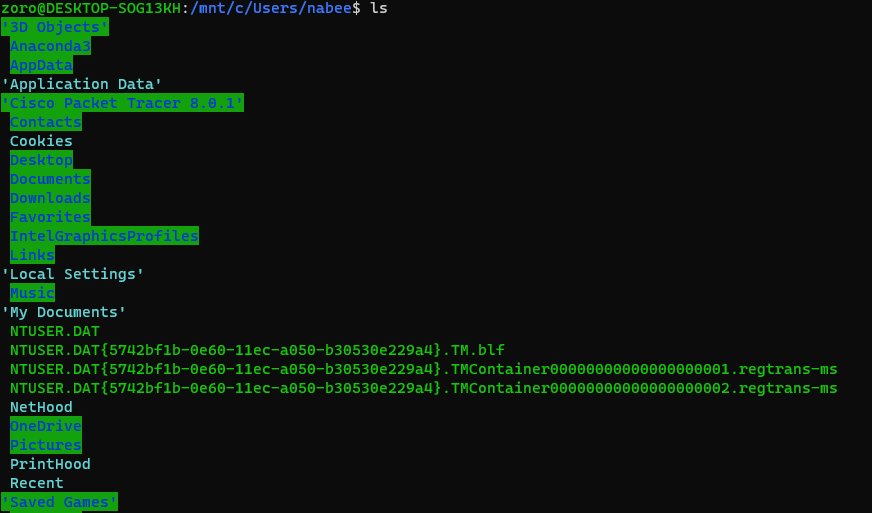 zoro@DESKTOP-SOG13KH:/mnt/c/Users/nabee$ ls
'3D Objects'
Anaconda3
AppData
'Application Data'
'Cisco Packet Tracer 8.0.1'
Contacts
Cookies
Desktop
Documents
Downloads
Favorites
IntelGraphicsProfiles
Links
'Local Settings'
Music
'My Documents'
NTUSER.DAT
NTUSER.DAT{5742bf1b-0e60-11ec-a050-b30530e229a4}.TM.blf
NTUSER.DAT{5742bf1b-0e60-11ec-a050-b30530e229a4}.TMContainer00000000000000000001.regtrans-ms
NTUSER.DAT{5742bf1b-0e60-11ec-a050-b30530e229a4}.TMContainer00000000000000000002.regtrans-ms
NetHood
OneDrive
Pictures
PrintHood
Recent
'Saved Games'